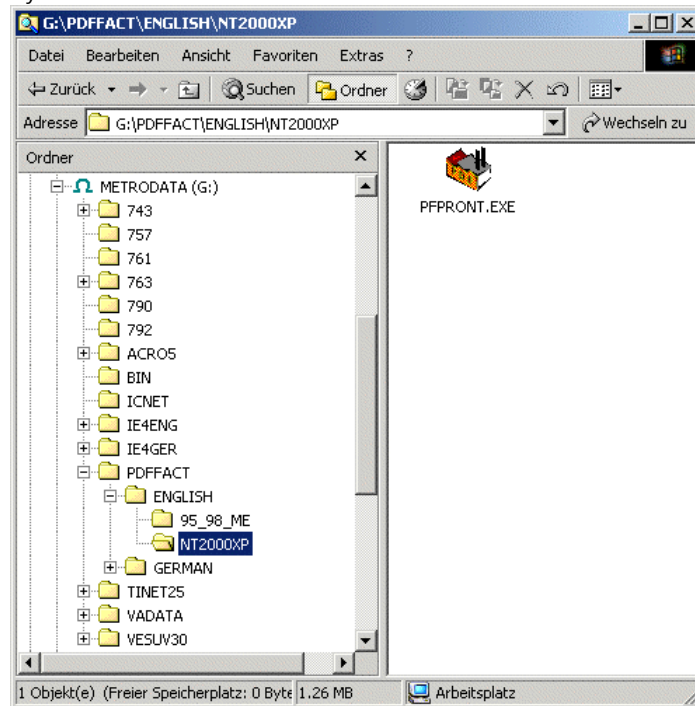 G:\PDFFACT\ENGLISH\NT2000XP
Datei Bearbeiten Ansicht Favoriten Extras ?
Zurück Suchen Ordner
Adresse G:\PDFFACT\ENGLISH\NT2000XP Wechseln zu
Ordner
METRODATA (G:)
743
757
761
763
790
792
ACRO5
BIN
ICNET
IE4ENG
IE4GER
PDFFACT
ENGLISH
95_98_ME
NT2000XP
GERMAN
TINET25
VADATA
VESUV30
PFPRONT.EXE
1 Objekt(e) (Freier Speicherplatz: 0 Byte 1.26 MB Arbeitsplatz